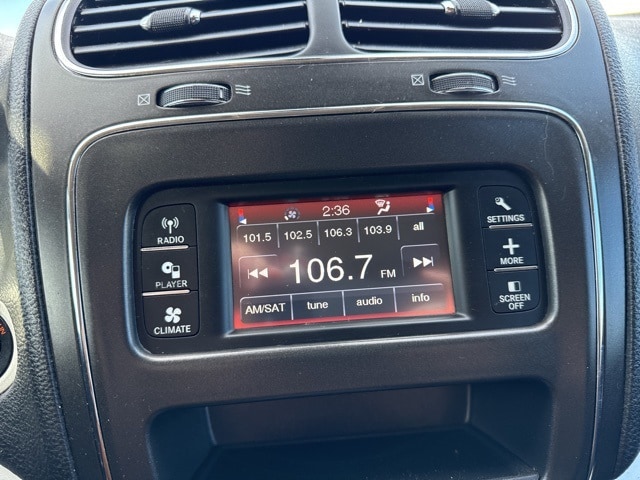 2:36
101.5 102.5 106.3 103.9 all
106.7 FM
AM/SAT tune audio info
RADIO
PLAYER
CLIMATE
SETTINGS
MORE
SCREEN
OFF